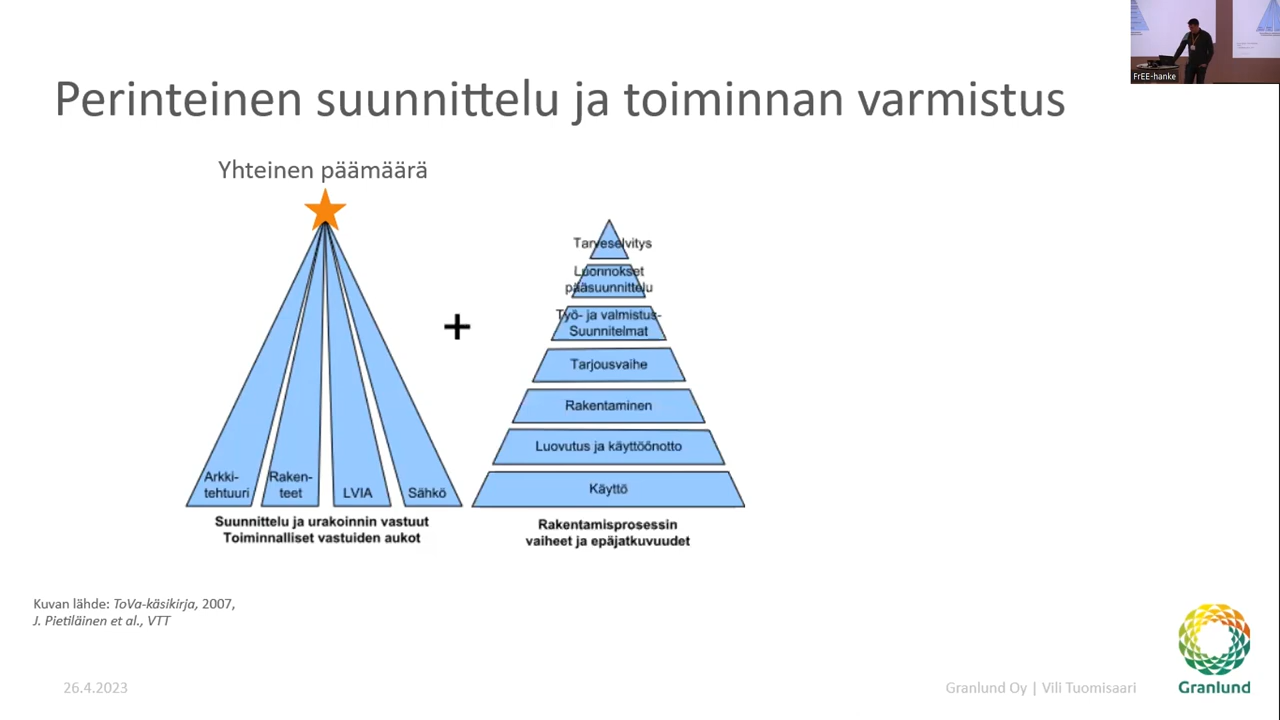 FrEE-hanke
Perinteinen suunnittelu ja toiminnan varmistus
Yhteinen päämäärä
Arkki-
tehtuuri
Raken-
teet
LVIA
Sähkö
Suunnittelu ja urakoinnin vastuut
Toiminnalliset vastuiden aukot
+
Tarveselvitys
Luonnokset
pääsuunnittelu
Työ- ja valmistus-
Suunnitelmat
Tarjousvaihe
Rakentaminen
Luovutus ja käyttöönotto
Käyttö
Rakentamisprosessin
vaiheet ja epäjatkuvuudet
Kuvan lähde: ToVa-käsikirja, 2007,
J. Pietiläinen et al., VTT
26.4.2023
Granlund Oy | Vili Tuomisaari
Granlund